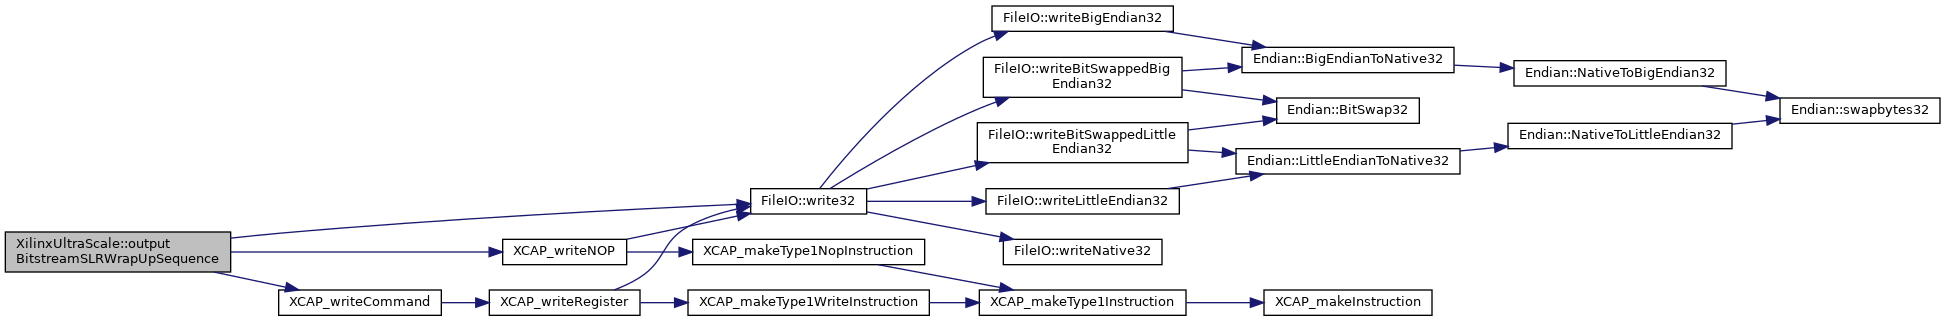 XilinxUltraScale::output
BitstreamSLRWrapUpSequence
XCAP_writeCommand
XCAP_writeNOP
XCAP_writeRegister
FileIO::write32
XCAP_makeType1NopInstruction
XCAP_makeType1WriteInstruction
FileIO::writeBigEndian32
FileIO::writeBitSwappedBig
Endian32
FileIO::writeBitSwappedLittle
Endian32
FileIO::writeLittleEndian32
FileIO::writeNative32
XCAP_makeType1Instruction
Endian::BigEndianToNative32
Endian::BitSwap32
Endian::LittleEndianToNative32
XCAP_makeInstruction
Endian::NativeToBigEndian32
Endian::NativeToLittleEndian32
Endian::swapbytes32